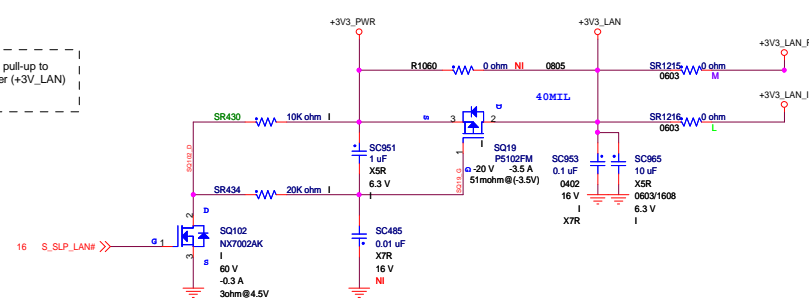 +3V3_PWR
+3V3_LAN
pull-up to
er (+3V_LAN)
R1060 0 ohm NI 0805
SR1215 0 ohm
0603 M
+3V3_LAN_
40MIL
+3V3_LAN_
SR430 10K ohm I
S 3 2 D
SR1216 0 ohm
0603 L
SC951
1 uF
X5R
6.3 V
I
SQ102_D
1
SQ19_G
G
I
SQ19
P5102FM
-20 V -3.5 A
51mohm@(-3.5V)
SC953
0.1 uF
0402
16 V
I
X7R
SC965
10 uF
X5R
0603/1608
6.3 V
I
SR434 20K ohm I
2 D
SQ102
NX7002AK
I
60 V
-0.3 A
3ohm@4.5V
16 S_SLP_LAN# G 1
3 S
SC485
0.01 uF
X7R
16 V
NI